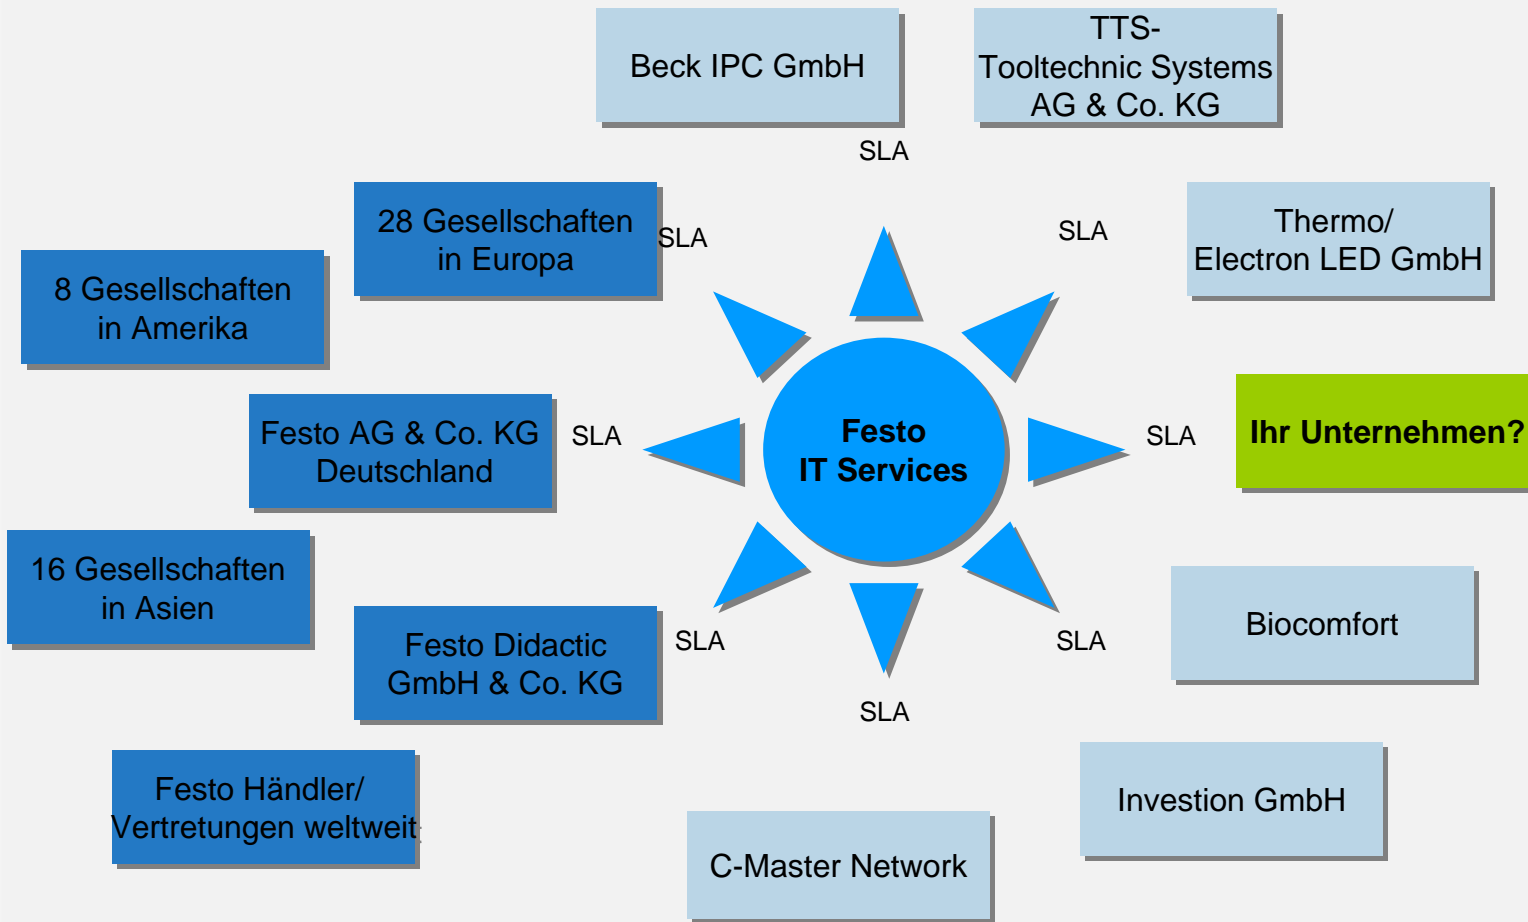 Beck IPC GmbH
TTS-
Tooltechnic Systems
AG & Co. KG
SLA
28 Gesellschaften
in Europa
SLA
SLA
Thermo/
Electron LED GmbH
8 Gesellschaften
in Amerika
Festo AG & Co. KG
Deutschland
SLA
Festo
IT Services
SLA
Ihr Unternehmen?
16 Gesellschaften
in Asien
Festo Didactic
GmbH & Co. KG
SLA
SLA
Biocomfort
SLA
Festo Händler/
Vertretungen weltweit
Investion GmbH
C-Master Network